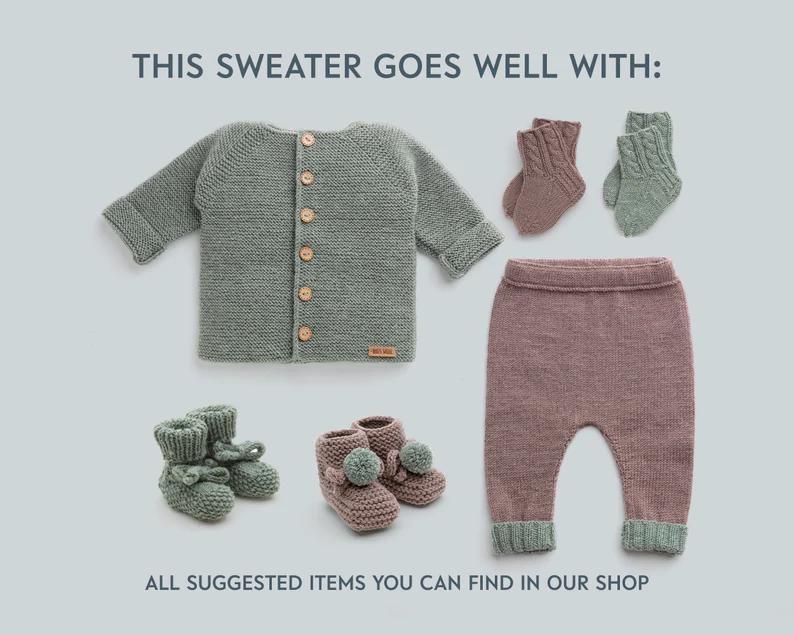 THIS SWEATER GOES WELL WITH:
ALL SUGGESTED ITEMS YOU CAN FIND IN OUR SHOP